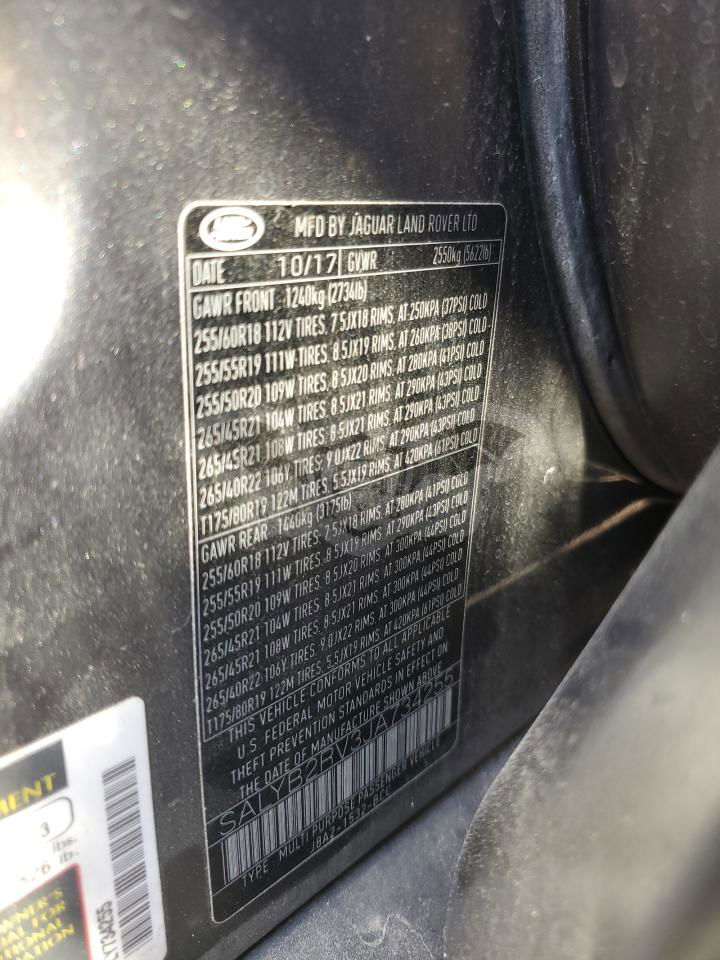 MFD BY JAGUAR LAND ROVER LTD
DATE 10/17 GVWR 2550kg (5622lb)
GAWR FRONT 1240kg (2734lb)
255/60R18 112V TIRES, 7.5JX18 RIMS, AT 250KPA (37PSI) COLD
255/55R19 111W TIRES, 8.5JX19 RIMS, AT 260KPA (38PSI) COLD
255/50R20 109W TIRES, 8.5JX20 RIMS, AT 280KPA (41PSI) COLD
265/45R21 104W TIRES, 8.5JX21 RIMS, AT 290KPA (43PSI) COLD
265/45R21 108W TIRES, 8.5JX21 RIMS, AT 290KPA (43PSI) COLD
265/40R22 106Y TIRES, 9.0JX22 RIMS, AT 290KPA (43PSI) COLD
T175/80R19 122M TIRES, 5.5JX19 RIMS, AT 420KPA (61PSI) COLD
GAWR REAR 1440kg (3175lb)
255/60R18 112V TIRES, 7.5JX18 RIMS, AT 280KPA (41PSI) COLD
255/55R19 111W TIRES, 8.5JX19 RIMS, AT 290KPA (43PSI) COLD
255/50R20 109W TIRES, 8.5JX20 RIMS, AT 300KPA (44PSI) COLD
265/45R21 104W TIRES, 8.5JX21 RIMS, AT 300KPA (44PSI) COLD
265/45R21 108W TIRES, 8.5JX21 RIMS, AT 300KPA (44PSI) COLD
265/40R22 106Y TIRES, 9.0JX22 RIMS, AT 300KPA (44PSI) COLD
T175/80R19 122M TIRES, 5.5JX19 RIMS, AT 420KPA (61PSI) COLD
THIS VEHICLE CONFORMS TO ALL APPLICABLE
U.S. FEDERAL MOTOR VEHICLE SAFETY AND
THEFT PREVENTION STANDARDS IN EFFECT ON
THE DATE OF MANUFACTURE SHOWN ABOVE
SALYB2RV3JA734255
TYPE MULTI PURPOSE PASSENGER VEHICLE
MENT
3
lbs.
lb.